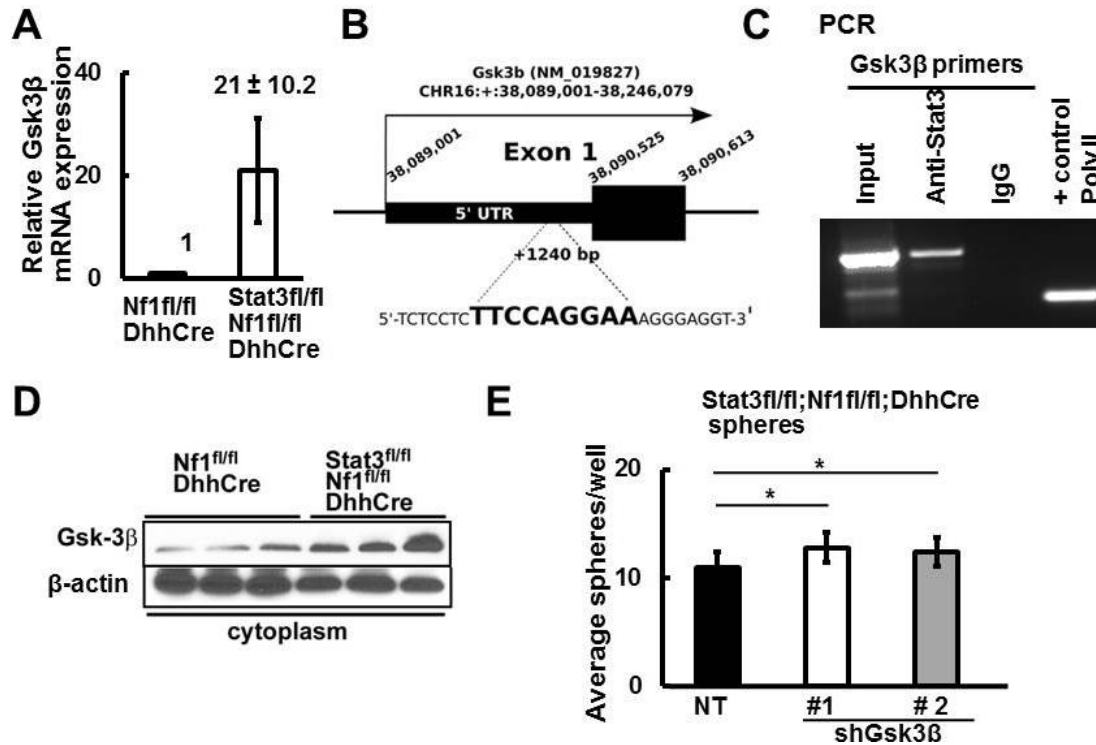 A
Relative Gsk3β
mRNA expression
40
20
0
21 ± 10.2
1
Nf1fl/fl
DhhCre
Stat3fl/fl
Nf1fl/fl
DhhCre
B
Gsk3b (NM_019827)
CHR16:+:38,089,001-38,246,079
38,089,001
Exon 1
38,090,525
38,090,613
5' UTR
+1240 bp
5'-TCTCCTCTTCCAGGAAAGGGAGGT-3'
C
PCR
Gsk3β primers
Input
Anti-Stat3
IgG
+ control
Poly II
D
Nf1fl/fl
DhhCre
Stat3fl/fl
Nf1fl/fl
DhhCre
Gsk-3β
β-actin
cytoplasm
E
Stat3fl/fl;Nf1fl/fl;DhhCre
spheres
Average spheres/well
20
10
0
*
*
NT
#1
# 2
shGsk3β